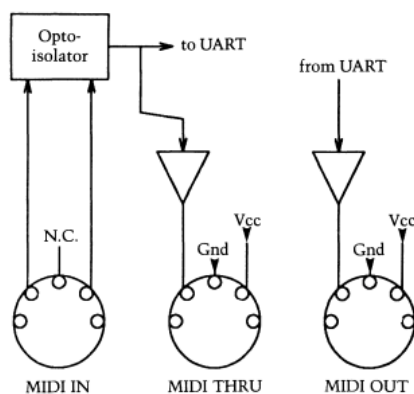 Opto-
isolator
to UART
from UART
N.C.
Gnd
Vcc
Gnd
Vcc
MIDI IN
MIDI THRU
MIDI OUT